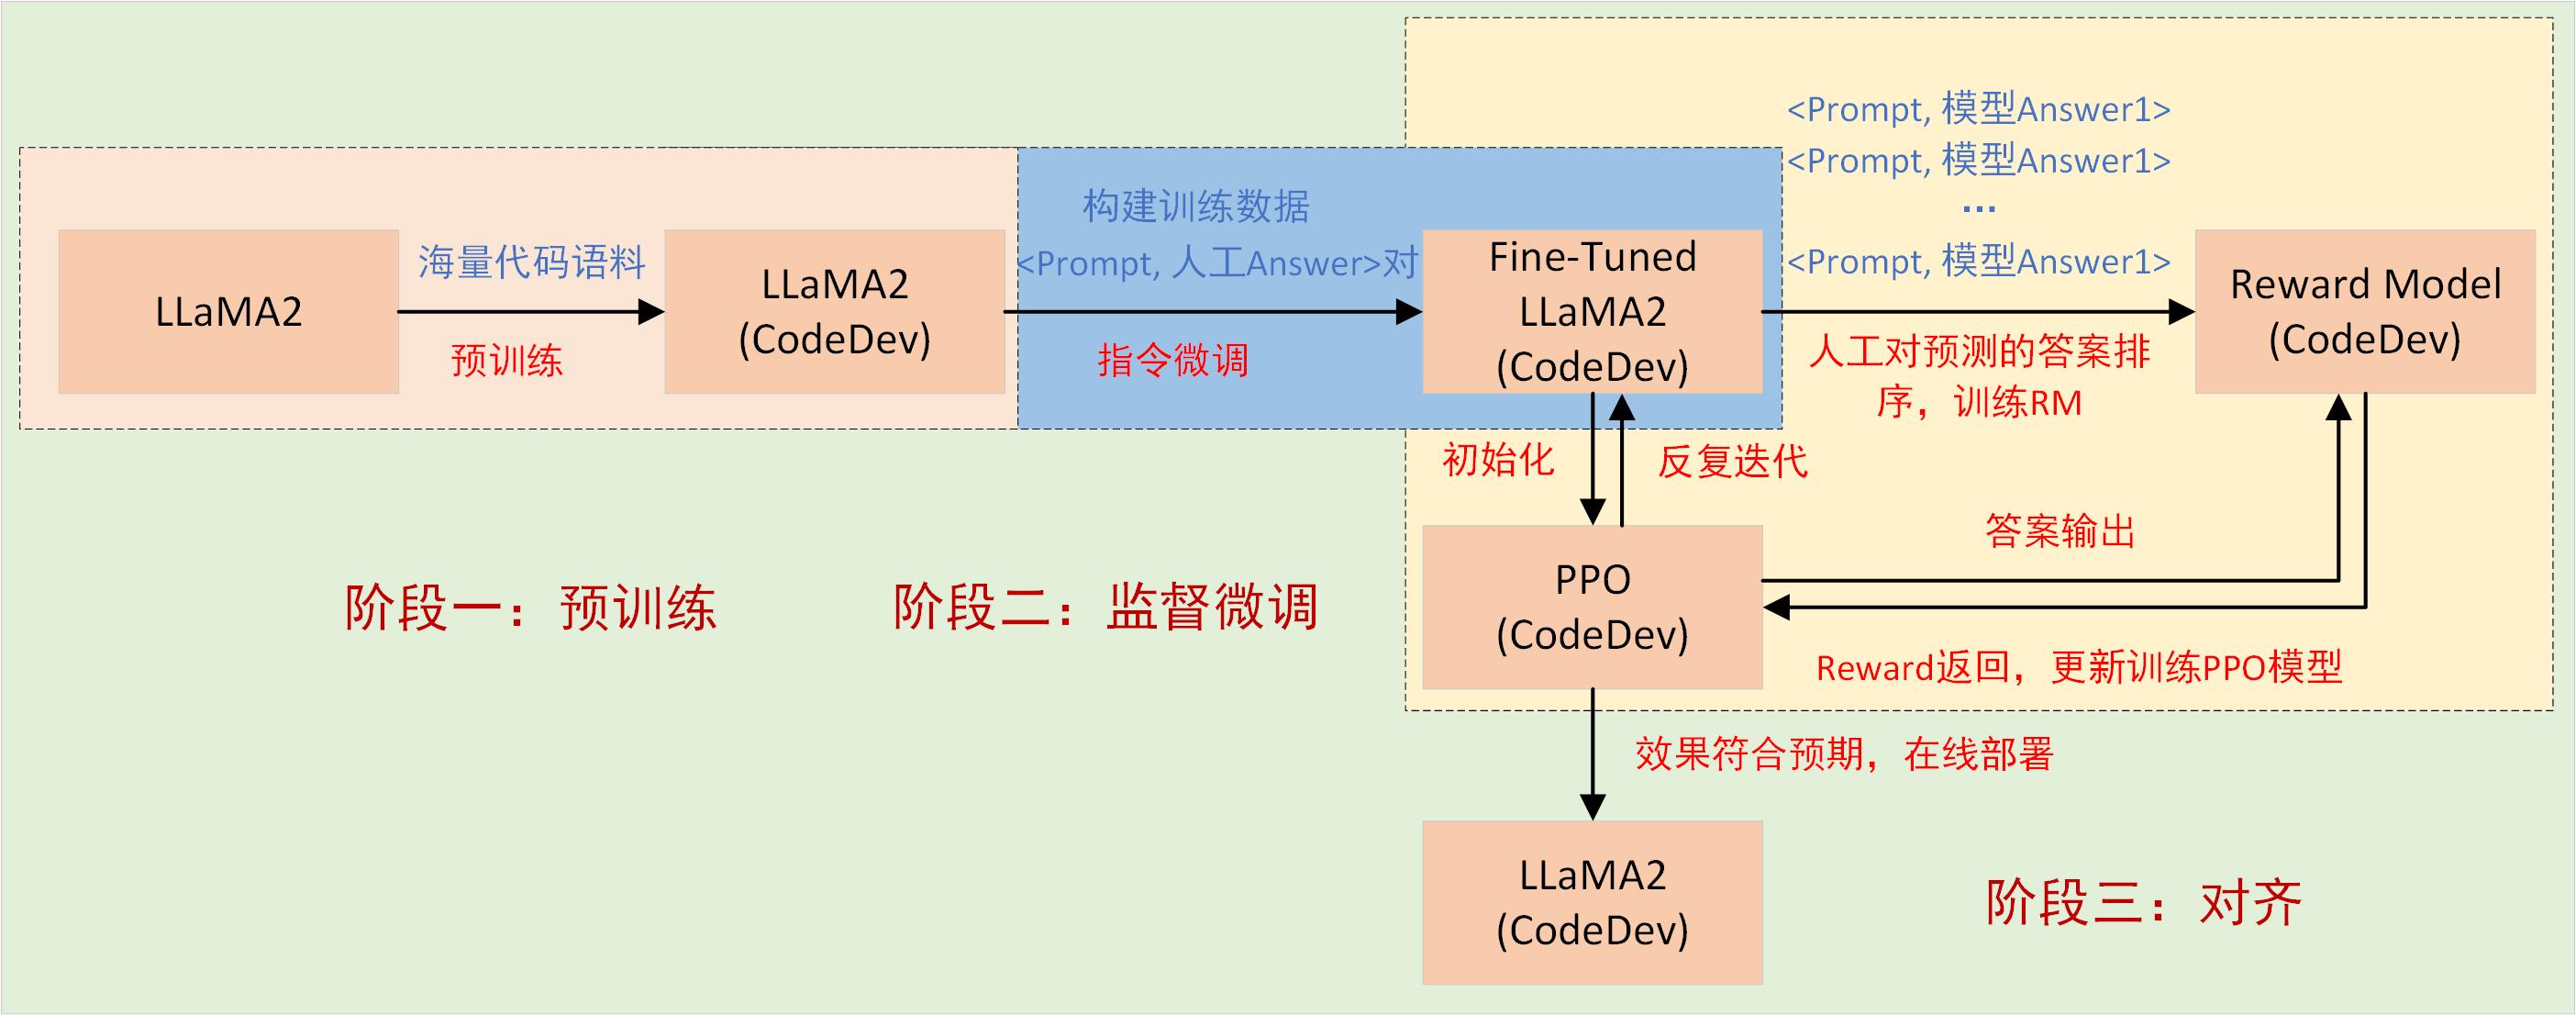 <Prompt, 模型Answer1>
<Prompt, 模型Answer1>
...
<Prompt, 模型Answer1>
构建训练数据
<Prompt, 人工Answer>对
LLaMA2
海量代码语料
预训练
LLaMA2
(CodeDev)
指令微调
Fine-Tuned
LLaMA2
(CodeDev)
人工对预测的答案排
序，训练RM
Reward Model
(CodeDev)
初始化
反复迭代
答案输出
PPO
(CodeDev)
Reward返回，更新训练PPO模型
阶段一：预训练
阶段二：监督微调
效果符合预期，在线部署
LLaMA2
(CodeDev)
阶段三：对齐